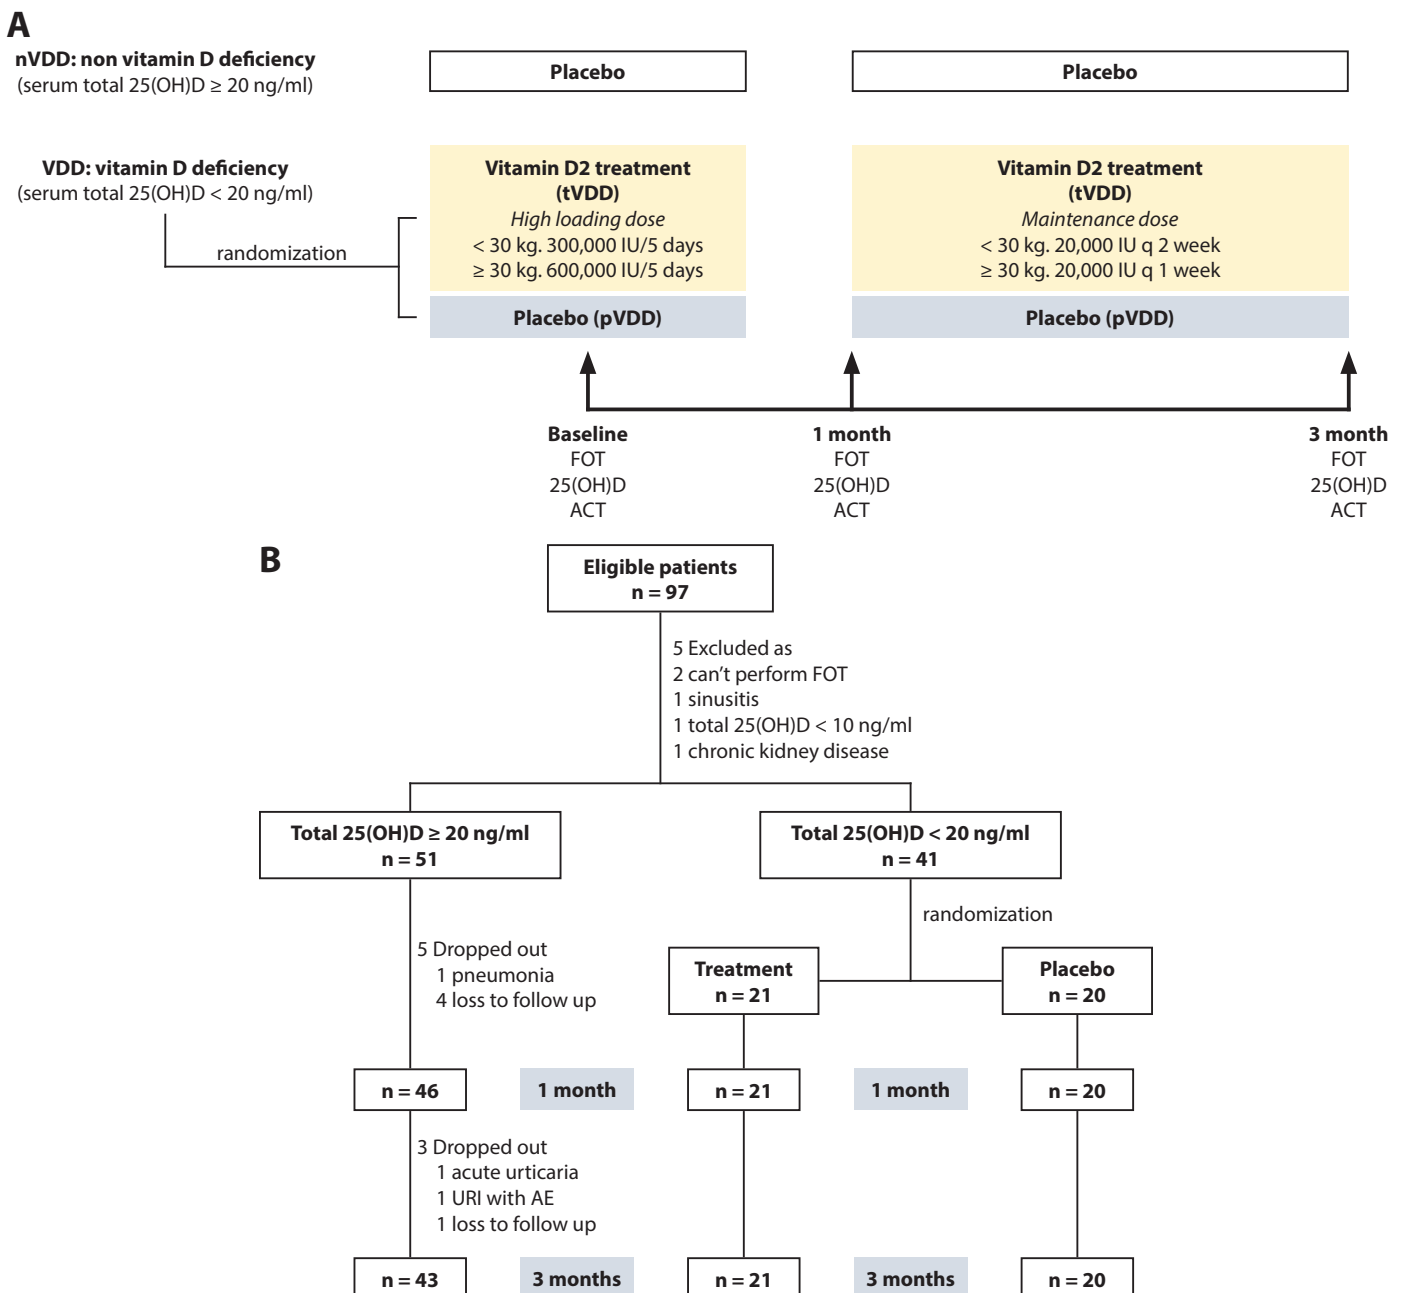 A
nVDD: non vitamin D deficiency
(serum total 25(OH)D ≥ 20 ng/ml)
Placebo
Placebo
VDD: vitamin D deficiency
(serum total 25(OH)D < 20 ng/ml)
randomization
Vitamin D2 treatment
(tVDD)
High loading dose
< 30 kg. 300,000 IU/5 days
≥ 30 kg. 600,000 IU/5 days
Vitamin D2 treatment
(tVDD)
Maintenance dose
< 30 kg. 20,000 IU q 2 week
≥ 30 kg. 20,000 IU q 1 week
Placebo (pVDD)
Placebo (pVDD)
Baseline
FOT
25(OH)D
ACT
1 month
FOT
25(OH)D
ACT
3 month
FOT
25(OH)D
ACT
B
Eligible patients
n = 97
5 Excluded as
2 can't perform FOT
1 sinusitis
1 total 25(OH)D < 10 ng/ml
1 chronic kidney disease
Total 25(OH)D ≥ 20 ng/ml
n = 51
Total 25(OH)D < 20 ng/ml
n = 41
randomization
5 Dropped out
1 pneumonia
4 loss to follow up
Treatment
n = 21
Placebo
n = 20
n = 46
1 month
n = 21
1 month
n = 20
3 Dropped out
1 acute urticaria
1 URI with AE
1 loss to follow up
n = 43
3 months
n = 21
3 months
n = 20